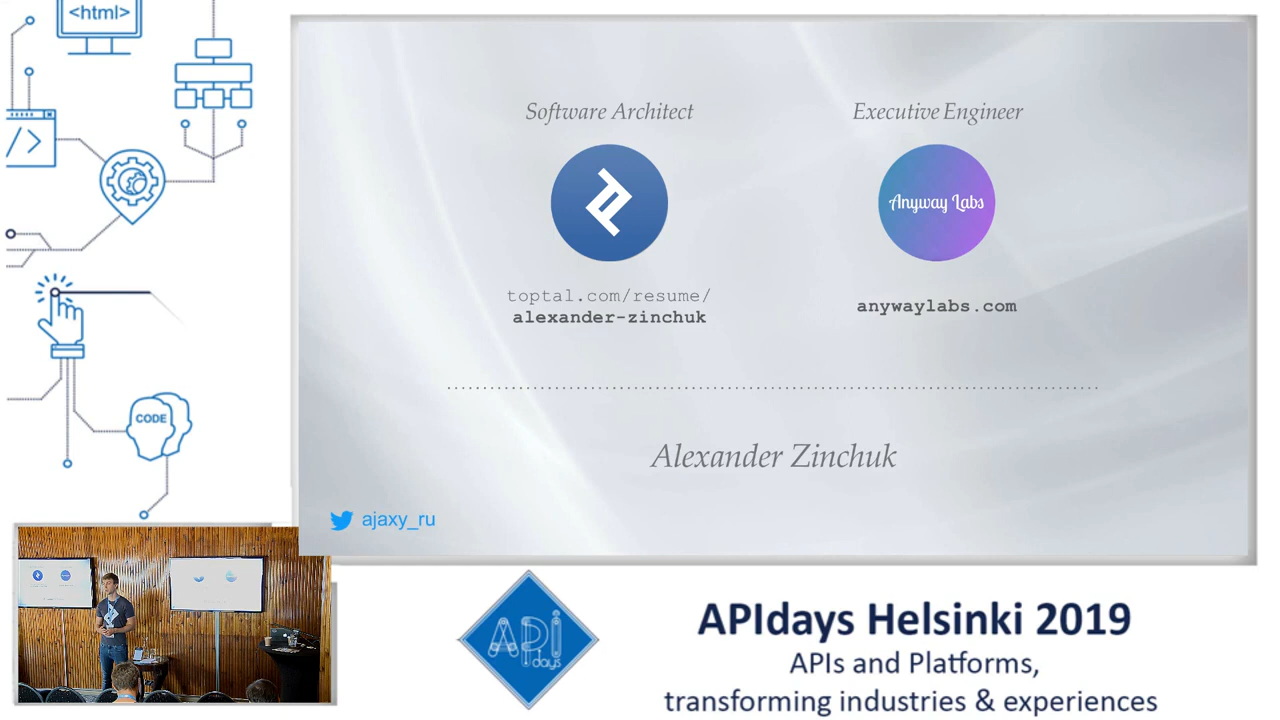 <html>
Software Architect
Executive Engineer
Anyway Labs
toptal.com/resume/
alexander-zinchuk
anywaylabs.com
Alexander Zinchuk
ajaxy_ru
</>
CODE
API
days
APIdays Helsinki 2019
APIs and Platforms,
transforming industries & experiences